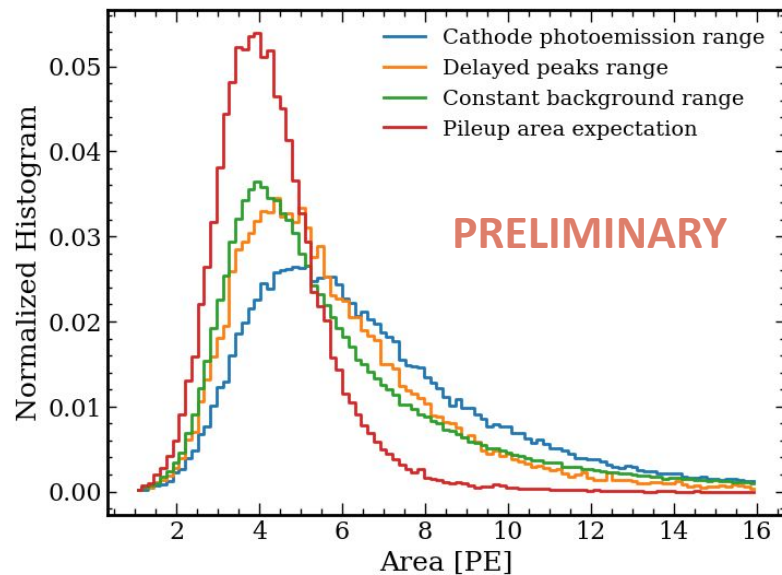 Cathode photoemission range
Delayed peaks range
Constant background range
Pileup area expectation
PRELIMINARY
Normalized Histogram
0.05
0.04
0.03
0.02
0.01
0.00
2 4 6 8 10 12 14 16
Area [PE]